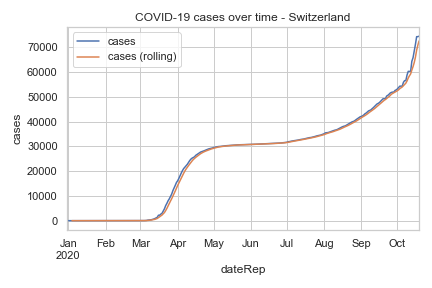 COVID-19 cases over time - Switzerland
cases
cases (rolling)
70000
60000
50000
40000
30000
20000
10000
0
cases
Jan Feb Mar Apr May Jun Jul Aug Sep Oct
2020
dateRep